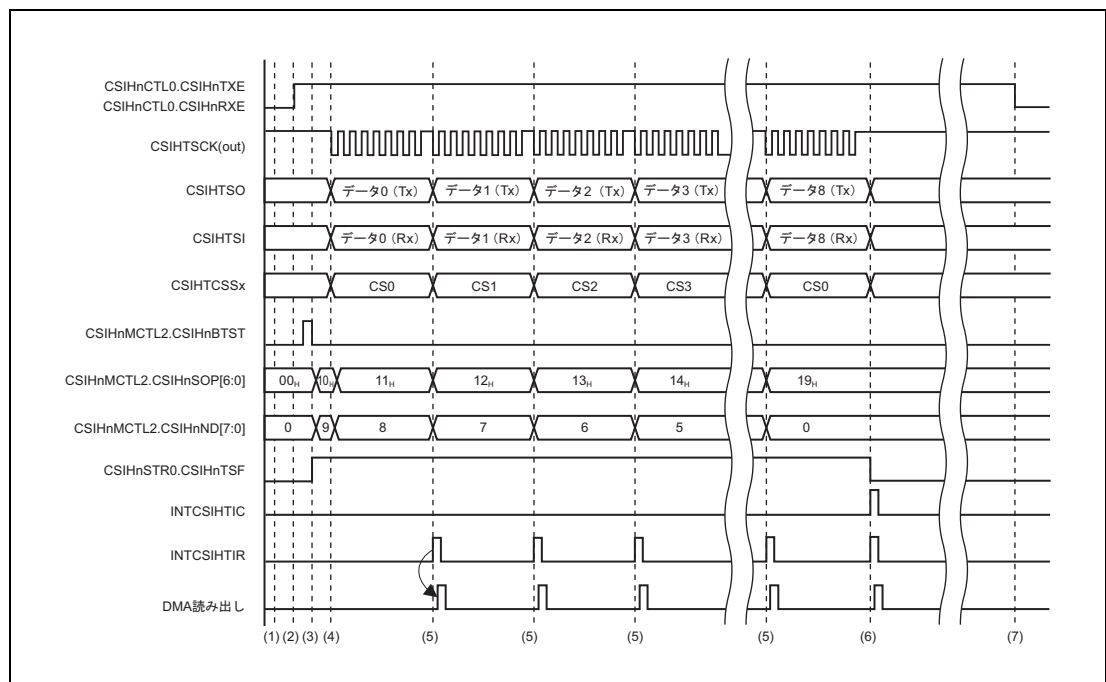 CSIHnCTL0.CSIHnTXE
CSIHnCTL0.CSIHnRXE
CSIHTSCK(out)
CSIHTSO データ0 (Tx) データ1 (Tx) データ2 (Tx) データ3 (Tx) データ8 (Tx)
CSIHTSI データ0 (Rx) データ1 (Rx) データ2 (Rx) データ3 (Rx) データ8 (Rx)
CSIHTCSSx CS0 CS1 CS2 CS3 CS0
CSIHnMCTL2.CSIHnBTST
CSIHnMCTL2.CSIHnSOP[6:0] 00H 10H 11H 12H 13H 14H 19H
CSIHnMCTL2.CSIHnND[7:0] 0 9 8 7 6 5 0
CSIHnSTR0.CSIHnTSF
INTCSIHTIC
INTCSIHTIR
DMA読み出し
(1) (2) (3) (4) (5) (5) (5) (5) (6) (7)